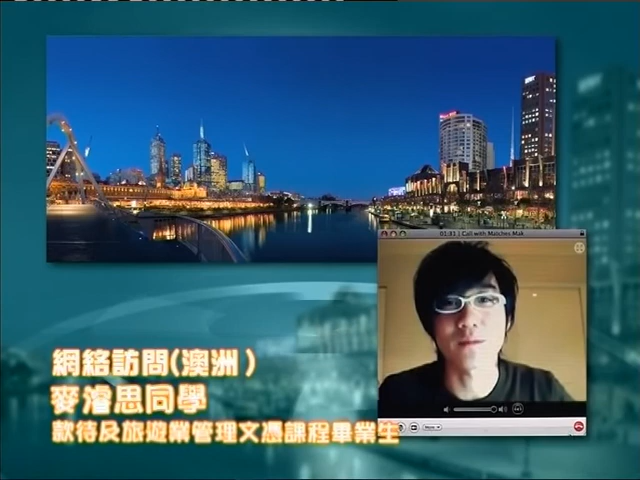 01:33 | Call with Matches Mak
More
網絡訪問(澳洲)
麥濬思同學
款待及旅遊業管理文憑課程畢業生